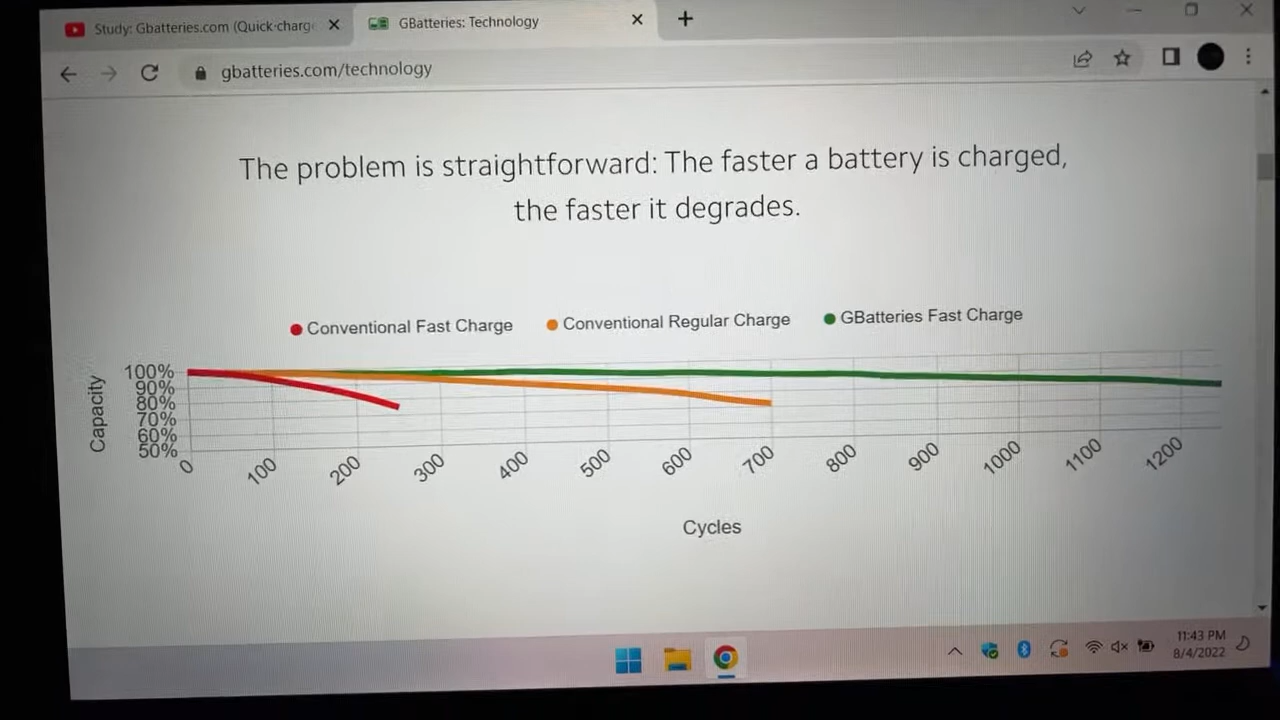 Study: Gbatteries.com (Quick-charg
GBatteries: Technology
gbatteries.com/technology
The problem is straightforward: The faster a battery is charged,
the faster it degrades.
Conventional Fast Charge
Conventional Regular Charge
GBatteries Fast Charge
Capacity
100%
90%
80%
70%
60%
50%
0
100
200
300
400
500
600
700
800
900
1000
1100
1200
Cycles
11:43 PM
8/4/2022